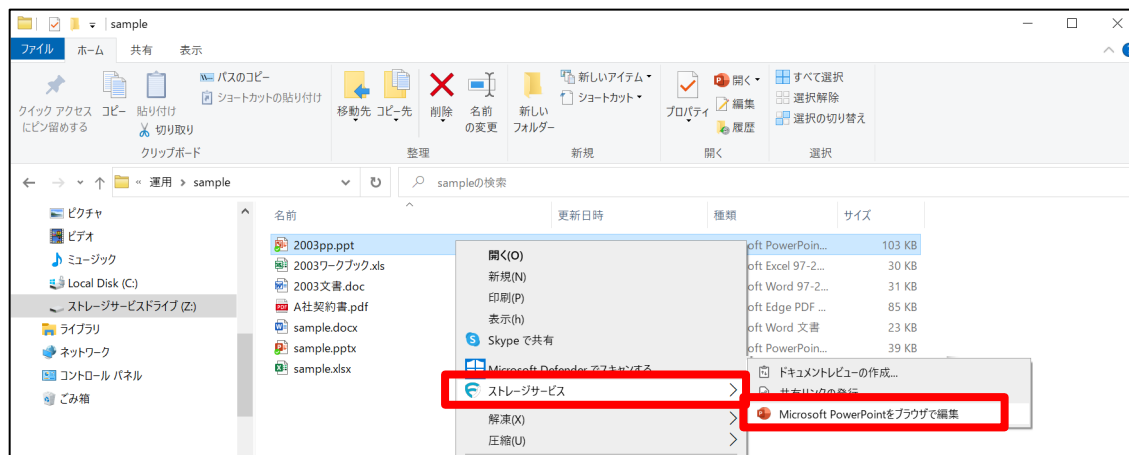 sample
ファイル ホーム 共有 表示
クイック アクセス
にピン留めする
コピー
貼り付け
パスのコピー
ショートカットの貼り付け
切り取り
クリップボード
移動先
コピー先
削除
名前
の変更
整理
新しい
フォルダー
新しいアイテム
ショートカット
新規
プロパティ
開く
編集
履歴
開く
すべて選択
選択解除
選択の切り替え
選択
« 運用 > sample
sampleの検索
ピクチャ
ビデオ
ミュージック
Local Disk (C:)
ストレージサービスドライブ (Z:)
ライブラリ
ネットワーク
コントロール パネル
ごみ箱
名前 更新日時 種類 サイズ
2003pp.ppt oft PowerPoin... 103 KB
2003ワークブック.xls oft Excel 97-2... 30 KB
2003文書.doc oft Word 97-2... 31 KB
A社契約書.pdf oft Edge PDF ... 85 KB
sample.docx oft Word 文書 23 KB
sample.pptx oft PowerPoin... 39 KB
sample.xlsx
開く(O)
新規(N)
印刷(P)
表示(h)
Skype で共有
Microsoft Defender でスキャンする
ストレージサービス
解凍(X)
圧縮(U)
ドキュメントレビューの作成...
共有リンクの発行
Microsoft PowerPointをブラウザで編集